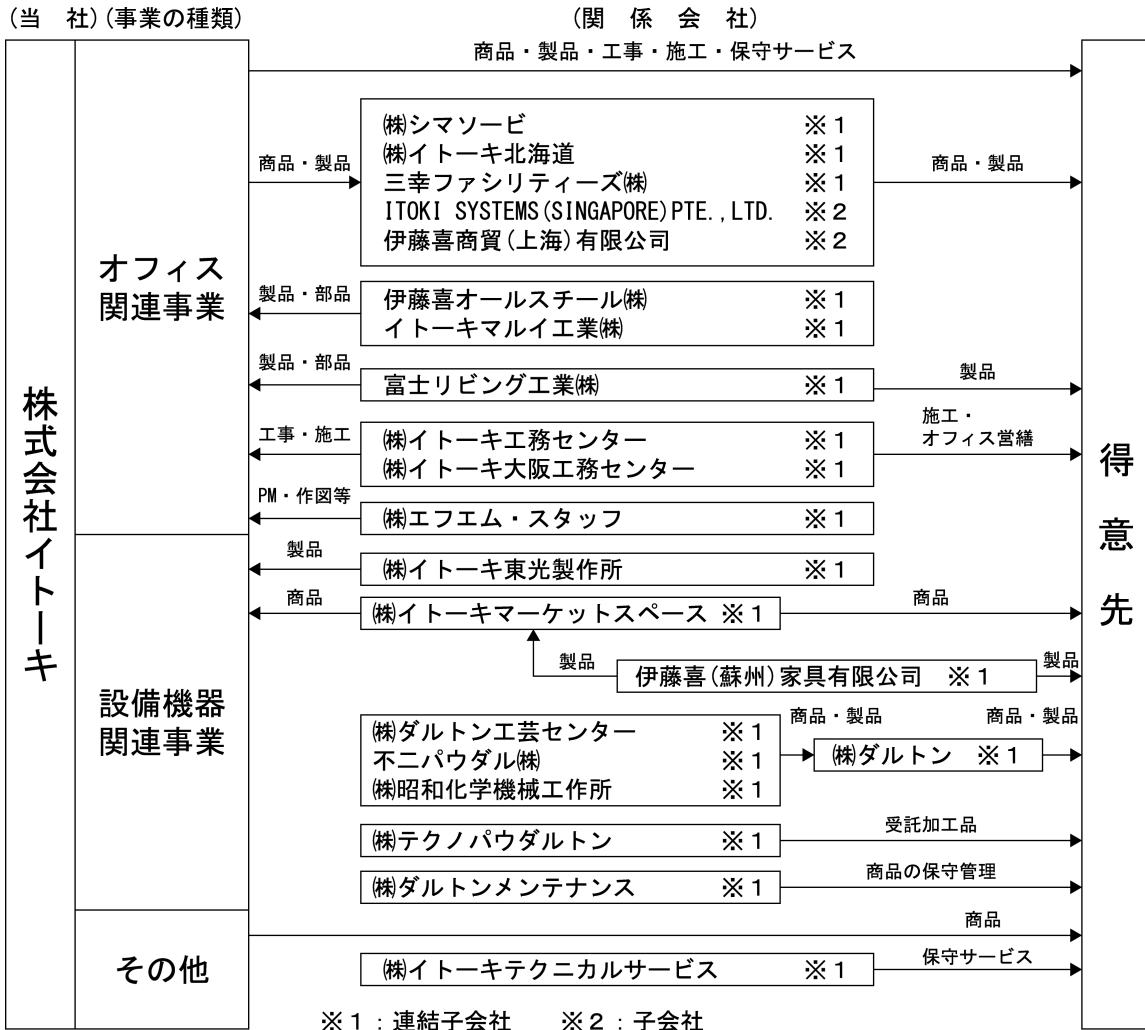 (当　社)(事業の種類)　(関　係　会　社)
商品・製品・工事・施工・保守サービス
株式会社イトーキ
オフィス
関連事業
商品・製品
㈱シマソービ ※1
㈱イトーキ北海道 ※1
三幸ファシリティーズ㈱ ※1
ITOKI SYSTEMS(SINGAPORE)PTE.,LTD. ※2
伊藤喜商貿(上海)有限公司 ※2
商品・製品
製品・部品
伊藤喜オールスチール㈱ ※1
イトーキマルイ工業㈱ ※1
製品・部品
富士リビング工業㈱ ※1
製品
工事・施工
㈱イトーキ工務センター ※1
㈱イトーキ大阪工務センター ※1
施工・
オフィス営繕
PM・作図等
㈱エフエム・スタッフ ※1
得意先
設備機器
関連事業
製品
㈱イトーキ東光製作所 ※1
商品
㈱イトーキマーケットスペース ※1
商品
製品
伊藤喜(蘇州)家具有限公司 ※1
製品
㈱ダルトン工芸センター ※1
不二パウダル㈱ ※1
㈱昭和化学機械工作所 ※1
商品・製品
㈱ダルトン ※1
商品・製品
㈱テクノパウダルトン ※1
受託加工品
㈱ダルトンメンテナンス ※1
商品の保守管理
その他
商品
㈱イトーキテクニカルサービス ※1
保守サービス
※1：連結子会社　※2：子会社